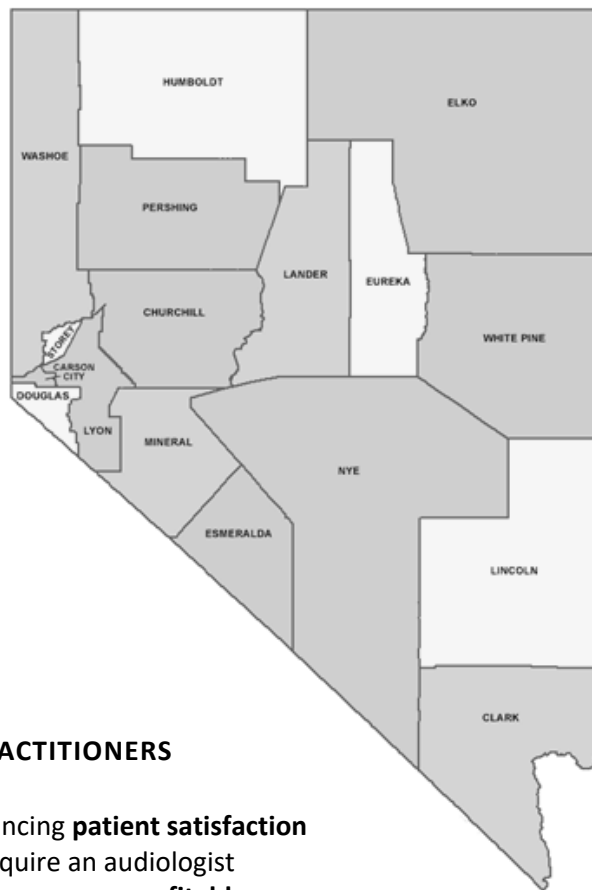 HUMBOLDT
ELKO
WASHOE
PERSHING
LANDER
EUREKA
CHURCHILL
WHITE PINE
STOREY
CARSON
CITY
DOUGLAS
LYON
MINERAL
NYE
ESMERALDA
LINCOLN
CLARK
ACTITIONERS
ncing patient satisfaction
quire an audiologist